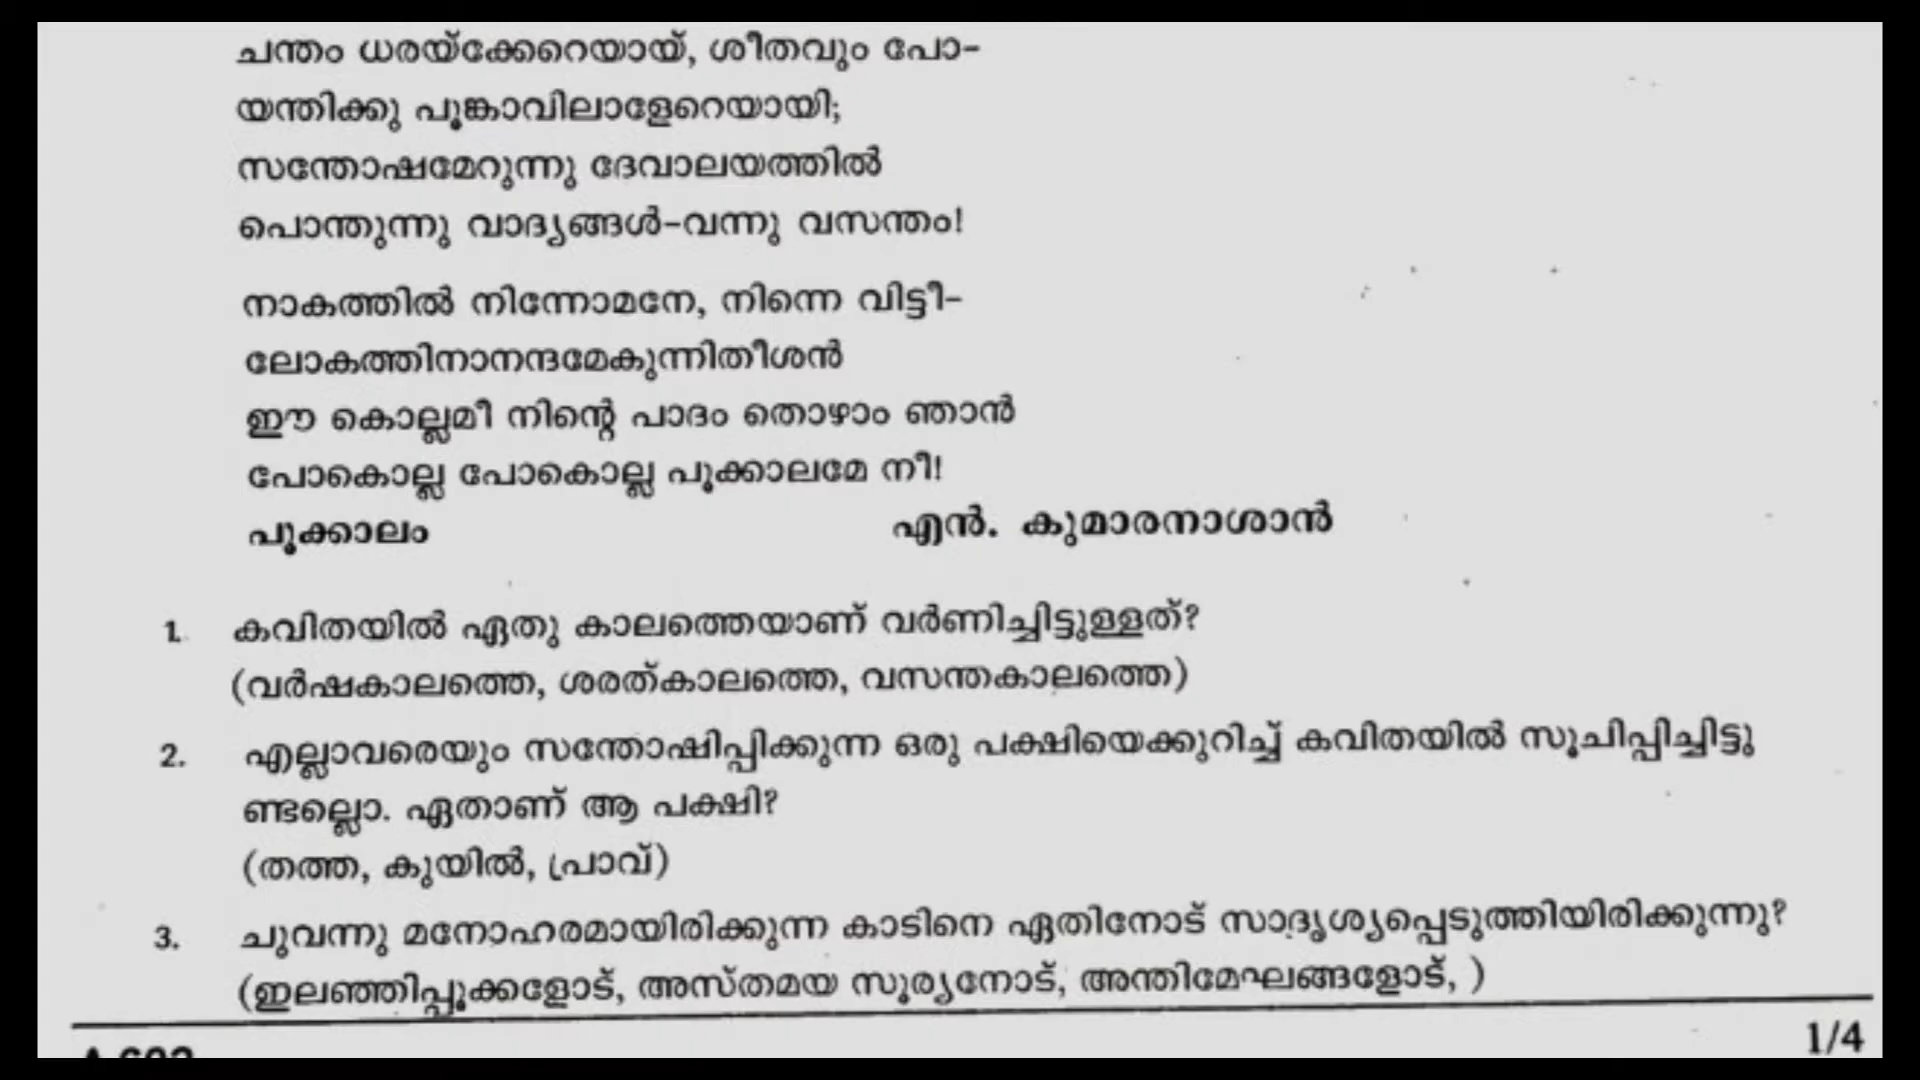 ചന്തം ധരയ്ക്കേറെയായ്, ശീതവും പോ-
യന്തിക്കു പൂങ്കാവിലാളേറെയായി;
സന്തോഷമേറുന്നു ദേവാലയത്തിൽ
പൊന്തുന്നു വാദ്യങ്ങൾ-വന്നു വസന്തം!
നാകത്തിൽ നിന്നോമനേ, നിന്നെ വിട്ടീ-
ലോകത്തിനാനന്ദമേകുന്നിതീശൻ
ഈ കൊല്ലമീ നിന്റെ പാദം തൊഴാം ഞാൻ
പോകൊല്ല പോകൊല്ല പൂക്കാലമേ നീ!
പൂക്കാലം എൻ. കുമാരനാശാൻ
1. കവിതയിൽ ഏതു കാലത്തെയാണ് വർണിച്ചിട്ടുള്ളത്?
(വർഷകാലത്തെ, ശരത്കാലത്തെ, വസന്തകാലത്തെ)
2. എല്ലാവരെയും സന്തോഷിപ്പിക്കുന്ന ഒരു പക്ഷിയെക്കുറിച്ച് കവിതയിൽ സൂചിപ്പിച്ചിട്ടു
ണ്ടല്ലൊ. ഏതാണ് ആ പക്ഷി?
(തത്ത, കുയിൽ, പ്രാവ്)
3. ചുവന്നു മനോഹരമായിരിക്കുന്ന കാടിനെ ഏതിനോട് സാദൃശ്യപ്പെടുത്തിയിരിക്കുന്നു?
(ഇലഞ്ഞിപ്പൂക്കളോട്, അസ്തമയ സൂര്യനോട്, അന്തിമേഘങ്ങളോട്, )
1/4